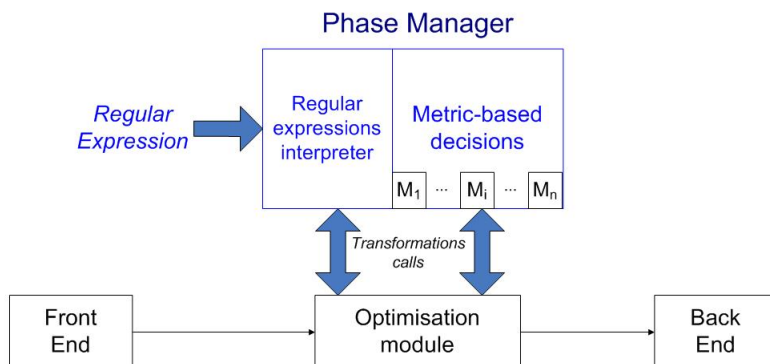 Phase Manager
Regular
Expression
Regular
expressions
interpreter
Metric-based
decisions
M1 ... Mi ... Mn
Transformations
calls
Front
End
Optimisation
module
Back
End